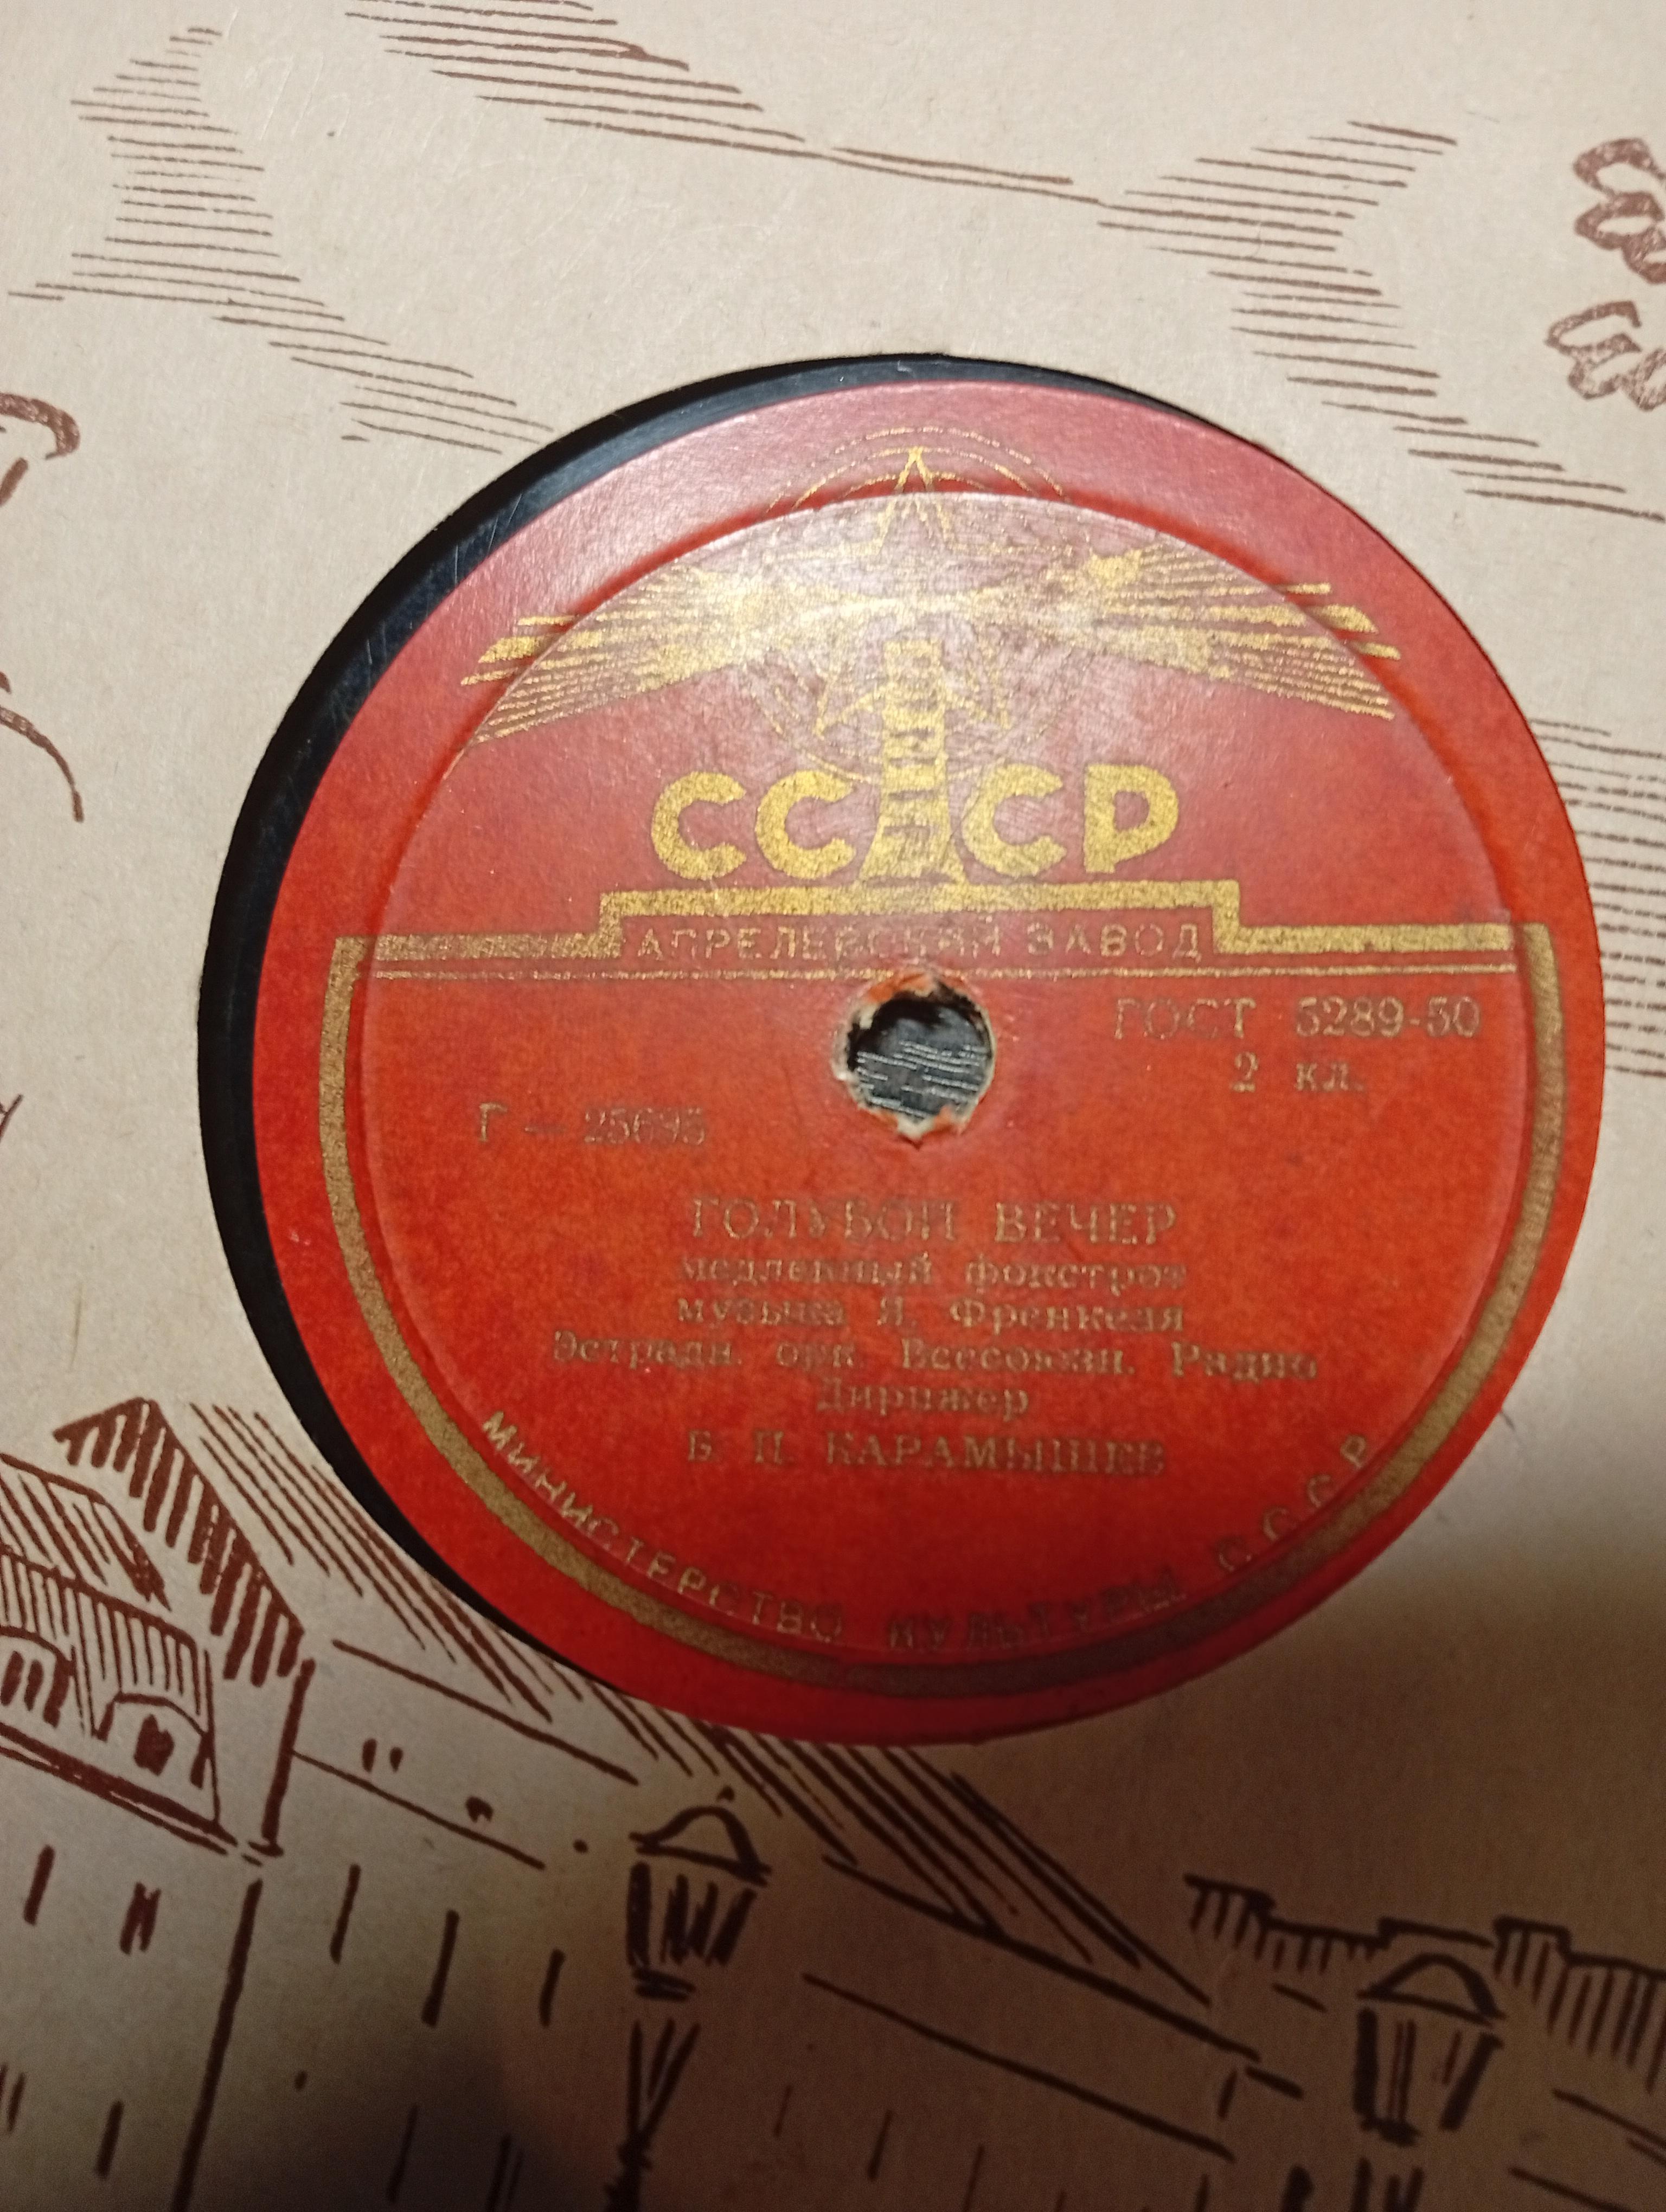 СССР
АПРЕЛЕВСКИЙ ЗАВОД
ГОСТ 5289-50
2 кл.
Г — 25695
ГОЛУБОЙ ВЕЧЕР
медленный фокстрот
музыка Я. Френкеля
Эстрадн. орк. Всесоюзн. Радио
Дирижер
Б. П. КАРАМЫШЕВ
МИНИСТЕРСТВО КУЛЬТУРЫ СССР